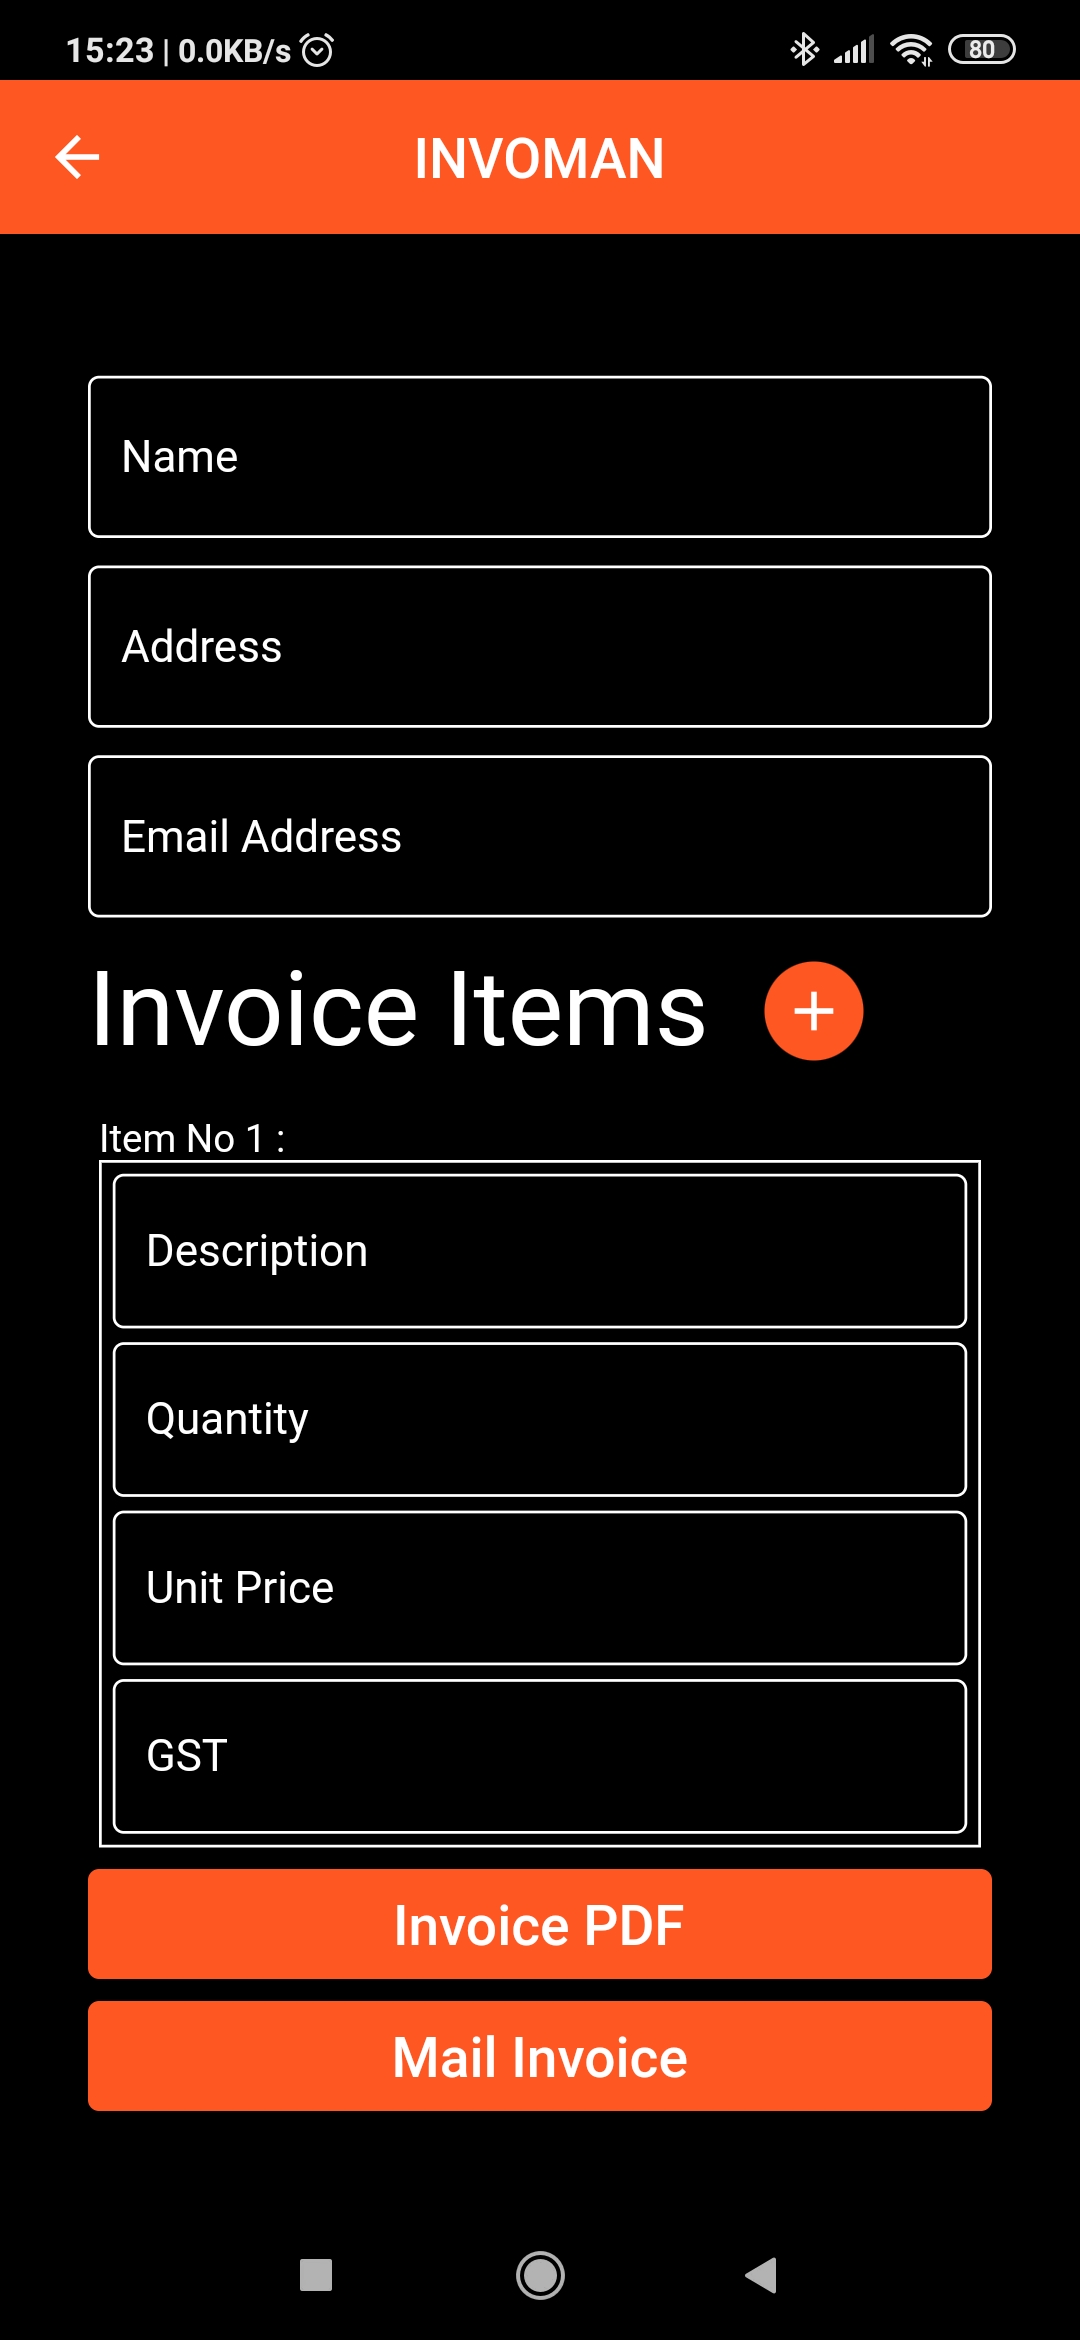 15:23 | 0.0KB/s 80
INVOMAN
Name
Address
Email Address
Invoice Items +
Item No 1 :
Description
Quantity
Unit Price
GST
Invoice PDF
Mail Invoice